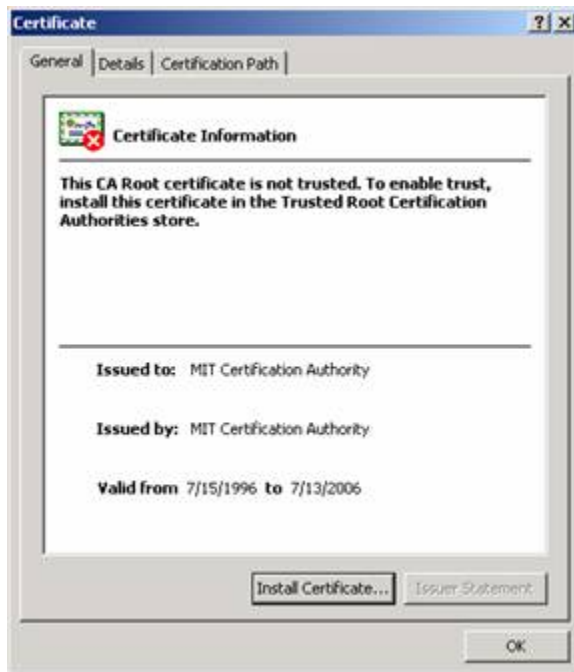 Certificate
General
Details
Certification Path
Certificate Information
This CA Root certificate is not trusted. To enable trust,
install this certificate in the Trusted Root Certification
Authorities store.
Issued to: MIT Certification Authority
Issued by: MIT Certification Authority
Valid from 7/15/1996 to 7/13/2006
Install Certificate...
Issuer Statement
OK